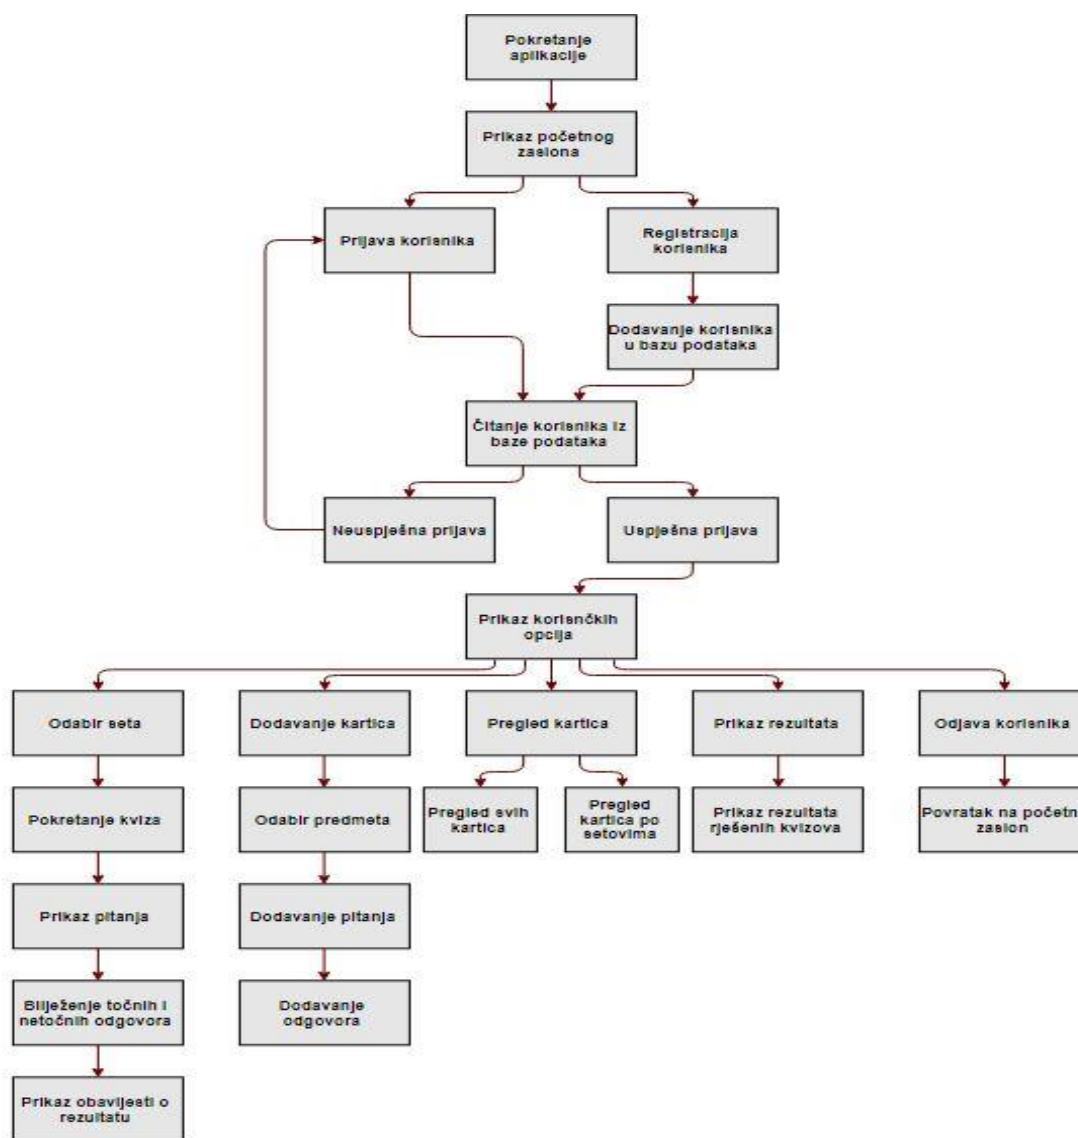 Pokretanje
aplikacije
Prikaz početnog
zaslona
Prijava korisnika
Registracija
korisnika
Dodavanje korisnika
u bazu podataka
Čitanje korisnika iz
baze podataka
Neuspješna prijava
Uspješna prijava
Prikaz korisnčkih
opcija
Odabir seta
Dodavanje kartica
Pregled kartica
Prikaz rezultata
Odjava korisnika
Pokretanje kviza
Odabir predmeta
Pregled svih
kartica
Pregled
kartica po
setovima
Prikaz rezultata
rješenih kvizova
Povratak na početn
zaslon
Prikaz pitanja
Dodavanje pitanja
Bilježenje točnih i
netočnih odgovora
Dodavanje
odgovora
Prikaz obavijesti o
rezultatu